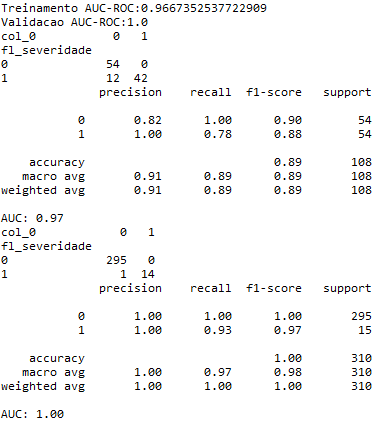 Treinamento AUC-ROC:0.9667352537722909
Validacao AUC-ROC:1.0
col_0 0 1
fl_severidade
0 54 0
1 12 42
precision recall f1-score support
0 0.82 1.00 0.90 54
1 1.00 0.78 0.88 54
accuracy 0.89 108
macro avg 0.91 0.89 0.89 108
weighted avg 0.91 0.89 0.89 108
AUC: 0.97
col_0 0 1
fl_severidade
0 295 0
1 1 14
precision recall f1-score support
0 1.00 1.00 1.00 295
1 1.00 0.93 0.97 15
accuracy 1.00 310
macro avg 1.00 0.97 0.98 310
weighted avg 1.00 1.00 1.00 310
AUC: 1.00